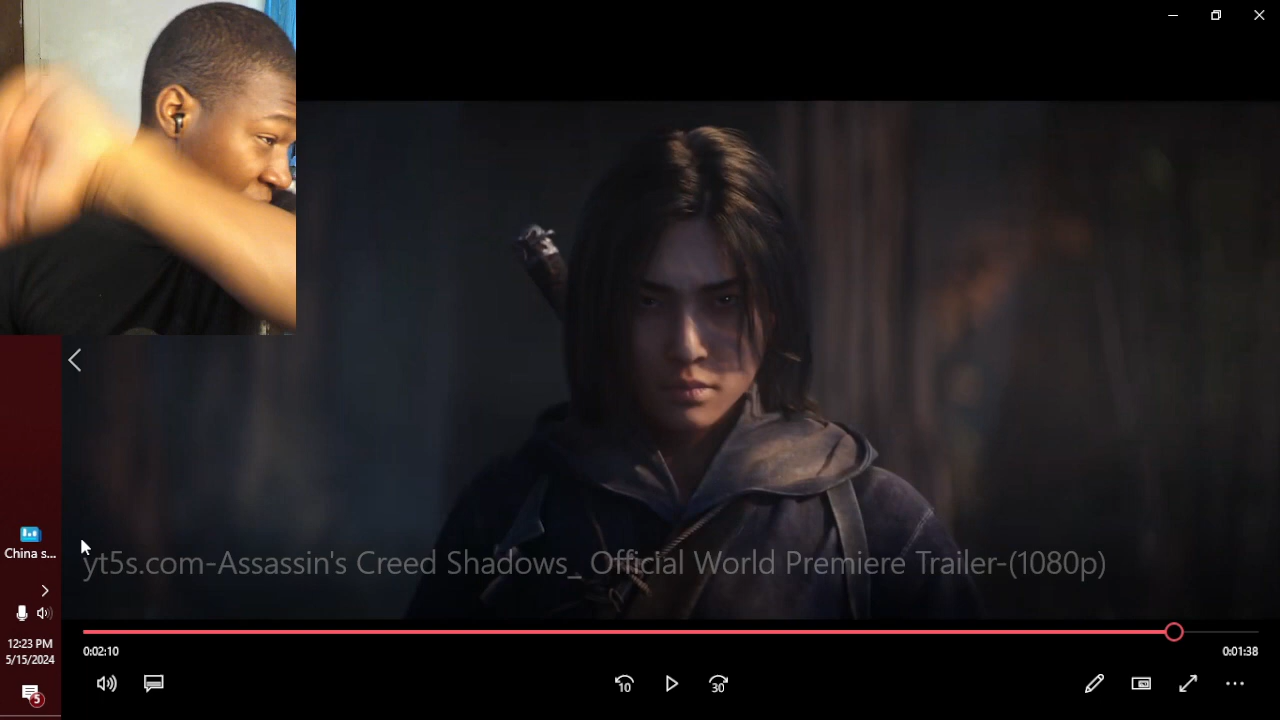 China s...
12:23 PM
5/15/2024
5
yt5s.com-Assassin's Creed Shadows_ Official World Premiere Trailer-(1080p)
0:02:10
0:01:38
10
30